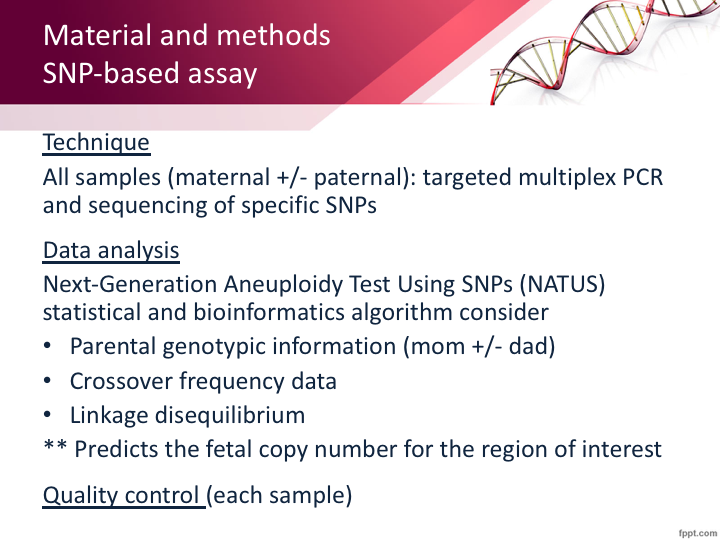 Material and methods
SNP-based assay
Technique
All samples (maternal +/- paternal): targeted multiplex PCR
and sequencing of specific SNPs
Data analysis
Next-Generation Aneuploidy Test Using SNPs (NATUS)
statistical and bioinformatics algorithm consider
• Parental genotypic information (mom +/- dad)
• Crossover frequency data
• Linkage disequilibrium
** Predicts the fetal copy number for the region of interest
Quality control (each sample)
fppt.com